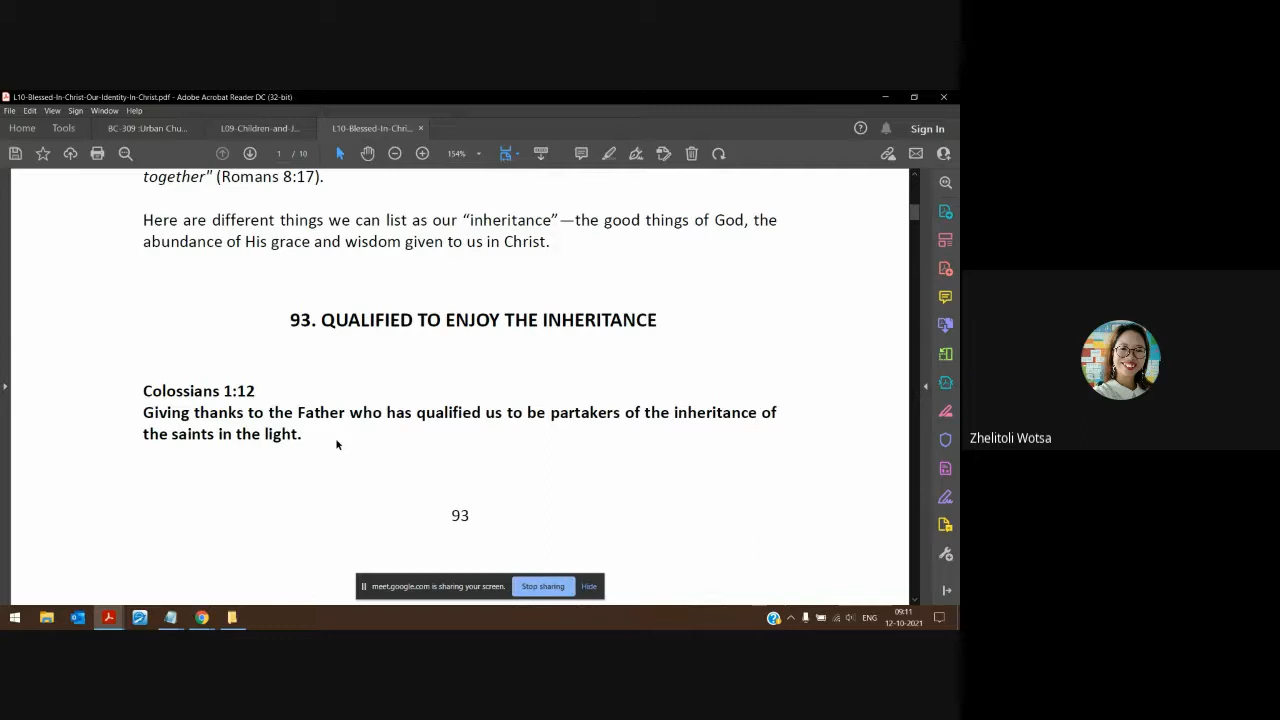 L10-Blessed-In-Christ-Our-Identity-In-Christ.pdf - Adobe Acrobat Reader DC (32-bit)
File Edit View Sign Window Help
Home Tools BC-309 :Urban Chu... L09-Children-and-J... L10-Blessed-In-Chri... × Sign In
1 / 10 154%
together" (Romans 8:17).
Here are different things we can list as our “inheritance”—the good things of God, the
abundance of His grace and wisdom given to us in Christ.
93. QUALIFIED TO ENJOY THE INHERITANCE
Colossians 1:12
Giving thanks to the Father who has qualified us to be partakers of the inheritance of
the saints in the light.
Zhelitoli Wotsa
93
meet.google.com is sharing your screen. Stop sharing Hide
ENG 09:11
12-10-2021